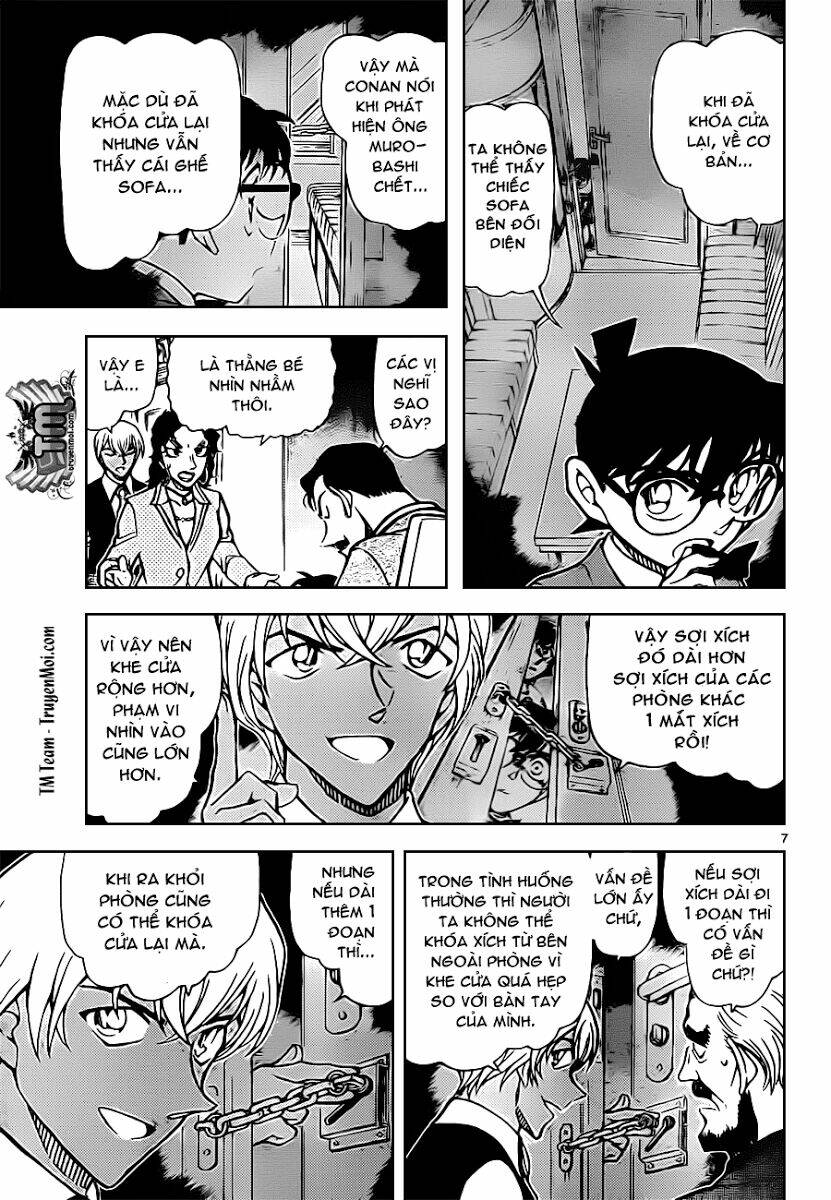 KHI ĐÃ
KHÓA CỬA
LẠI, VỀ CƠ
BẢN...
TA KHÔNG
THỂ THẤY
CHIẾC
SOFA
BÊN ĐỐI
DIỆN
VẬY MÀ
CONAN NÓI
KHI PHÁT
HIỆN ÔNG
MURO-
BASHI
CHẾT...
MẶC DÙ ĐÃ
KHÓA CỬA LẠI
NHƯNG VẪN
THẤY CÁI GHẾ
SOFA...
CÁC VỊ
NGHĨ
SAO
ĐÂY?
LÀ THẰNG BÉ
NHÌN NHẦM
THÔI.
VẬY E
LÀ...
TM
truyenmoi.com
VẬY SỢI XÍCH
ĐÓ DÀI HƠN
SỢI XÍCH
CỦA CÁC
PHÒNG KHÁC
1 MẮT XÍCH
RỒI!
VÌ VẬY NÊN
KHE CỬA
RỘNG HƠN,
PHẠM VI
NHÌN VÀO
CŨNG LỚN
HƠN.
TM Team - TruyenMoi.com
7
NẾU SỢI
XÍCH DÀI ĐI
1 ĐOẠN THÌ
CÓ VẤN
ĐỀ GÌ
CHỨ?!
VẤN ĐỀ
LỚN ẤY
CHỨ,
TRONG TÌNH HUỐNG
THƯỜNG THÌ NGƯỜI
TA KHÔNG THỂ
KHÓA XÍCH TỪ BÊN
NGOÀI PHÒNG VÌ
KHE CỬA QUÁ HẸP
SO VỚI BÀN TAY
CỦA MÌNH.
NHƯNG
NẾU DÀI
THÊM 1
ĐOẠN
THÌ...
KHI RA KHỎI
PHÒNG CŨNG
CÓ THỂ KHÓA
CỬA LẠI MÀ.